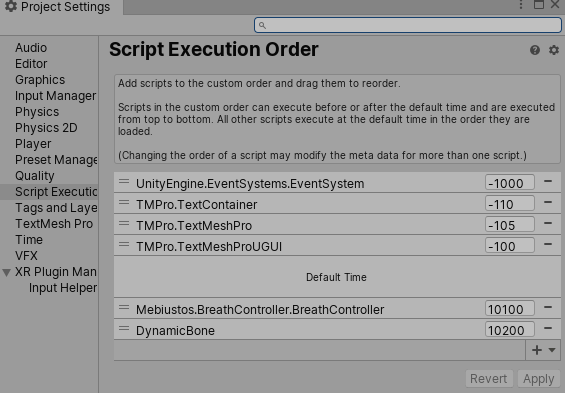 Project Settings
Audio
Editor
Graphics
Input Manager
Physics
Physics 2D
Player
Preset Manage
Quality
Script Executio
Tags and Laye
TextMesh Pro
Time
VFX
XR Plugin Man
Input Helper
Script Execution Order
Add scripts to the custom order and drag them to reorder.
Scripts in the custom order can execute before or after the default time and are executed
from top to bottom. All other scripts execute at the default time in the order they are
loaded.
(Changing the order of a script may modify the meta data for more than one script.)
UnityEngine.EventSystems.EventSystem -1000
TMPro.TextContainer -110
TMPro.TextMeshPro -105
TMPro.TextMeshProUGUI -100
Default Time
Mebiustos.BreathController.BreathController 10100
DynamicBone 10200
Revert Apply